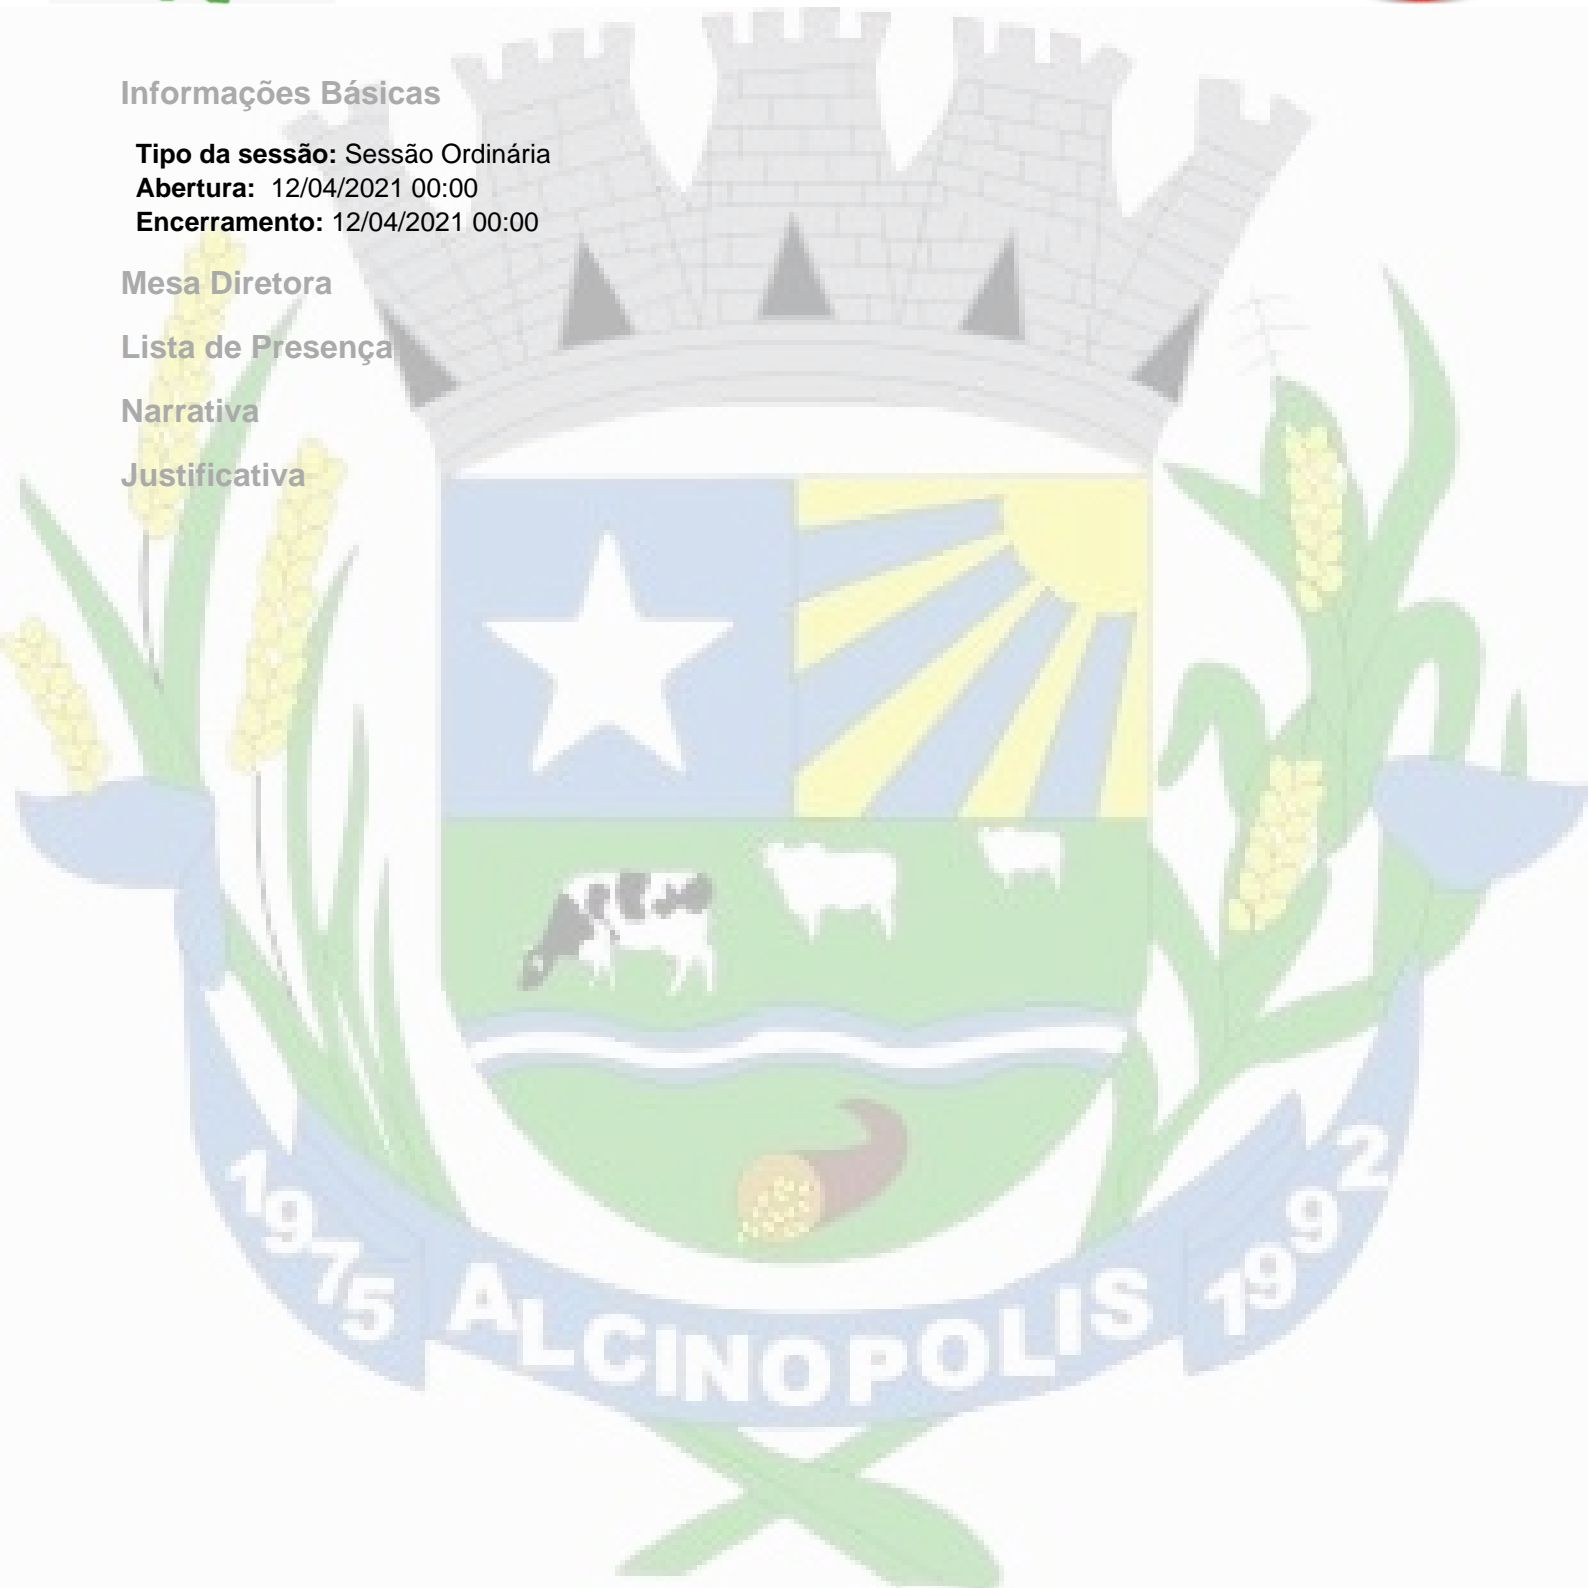 Informações Básicas
Tipo da sessão: Sessão Ordinária
Abertura: 12/04/2021 00:00
Encerramento: 12/04/2021 00:00
Mesa Diretora
Lista de Presença
Narrativa
Justificativa
1975 ALCINOPOLIS 1992